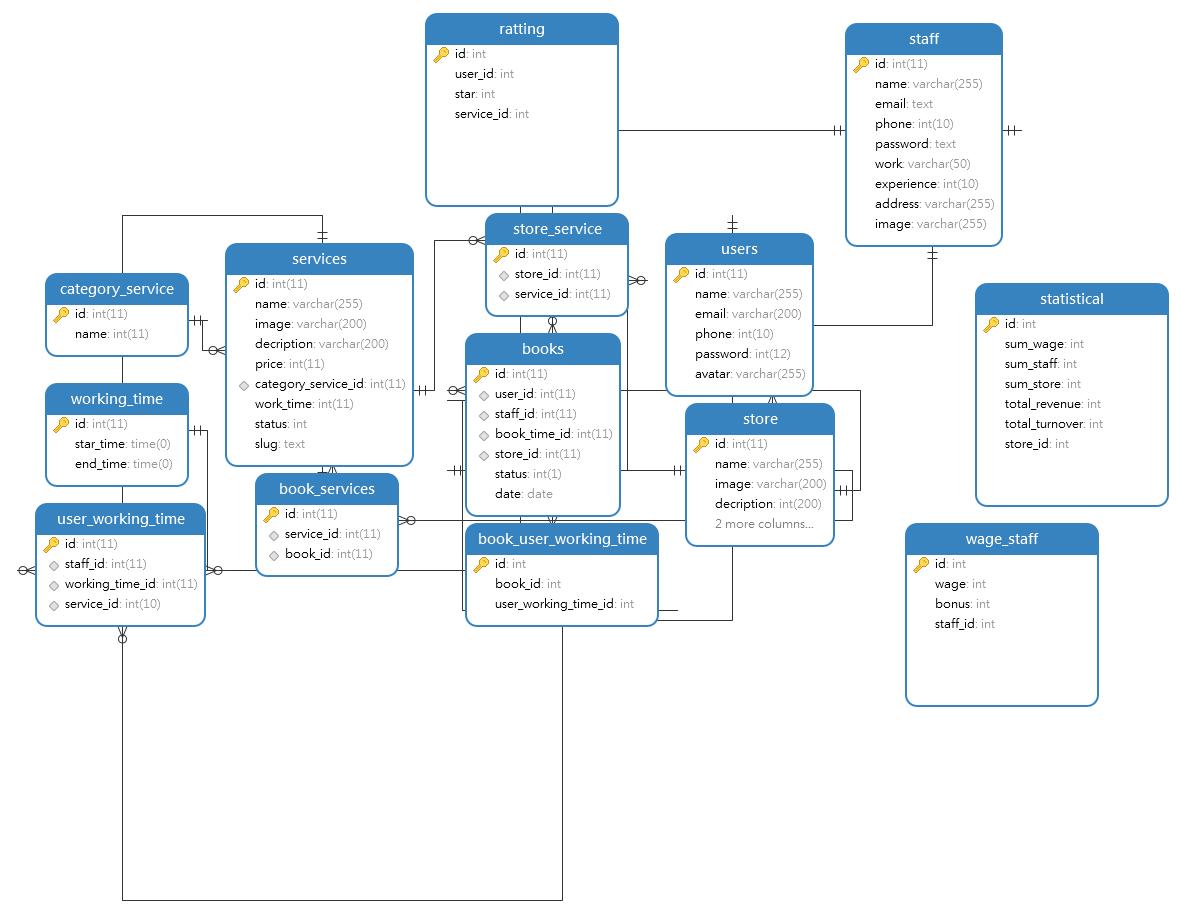 ratting
id: int
user_id: int
star: int
service_id: int
staff
id: int(11)
name: varchar(255)
email: text
phone: int(10)
password: text
work: varchar(50)
experience: int(10)
address: varchar(255)
image: varchar(255)
store_service
id: int(11)
store_id: int(11)
service_id: int(11)
users
id: int(11)
name: varchar(255)
email: varchar(200)
phone: int(10)
password: int(12)
avatar: varchar(255)
services
id: int(11)
name: varchar(255)
image: varchar(200)
decription: varchar(200)
price: int(11)
category_service_id: int(11)
work_time: int(11)
status: int
slug: text
category_service
id: int(11)
name: int(11)
statistical
id: int
sum_wage: int
sum_staff: int
sum_store: int
total_revenue: int
total_turnover: int
store_id: int
books
id: int(11)
user_id: int(11)
staff_id: int(11)
book_time_id: int(11)
store_id: int(11)
status: int(1)
date: date
working_time
id: int(11)
star_time: time(0)
end_time: time(0)
store
id: int(11)
name: varchar(255)
image: varchar(200)
decription: int(200)
2 more columns...
book_services
id: int(11)
service_id: int(11)
book_id: int(11)
user_working_time
id: int(11)
staff_id: int(11)
working_time_id: int(11)
service_id: int(10)
book_user_working_time
id: int
book_id: int
user_working_time_id: int
wage_staff
id: int
wage: int
bonus: int
staff_id: int